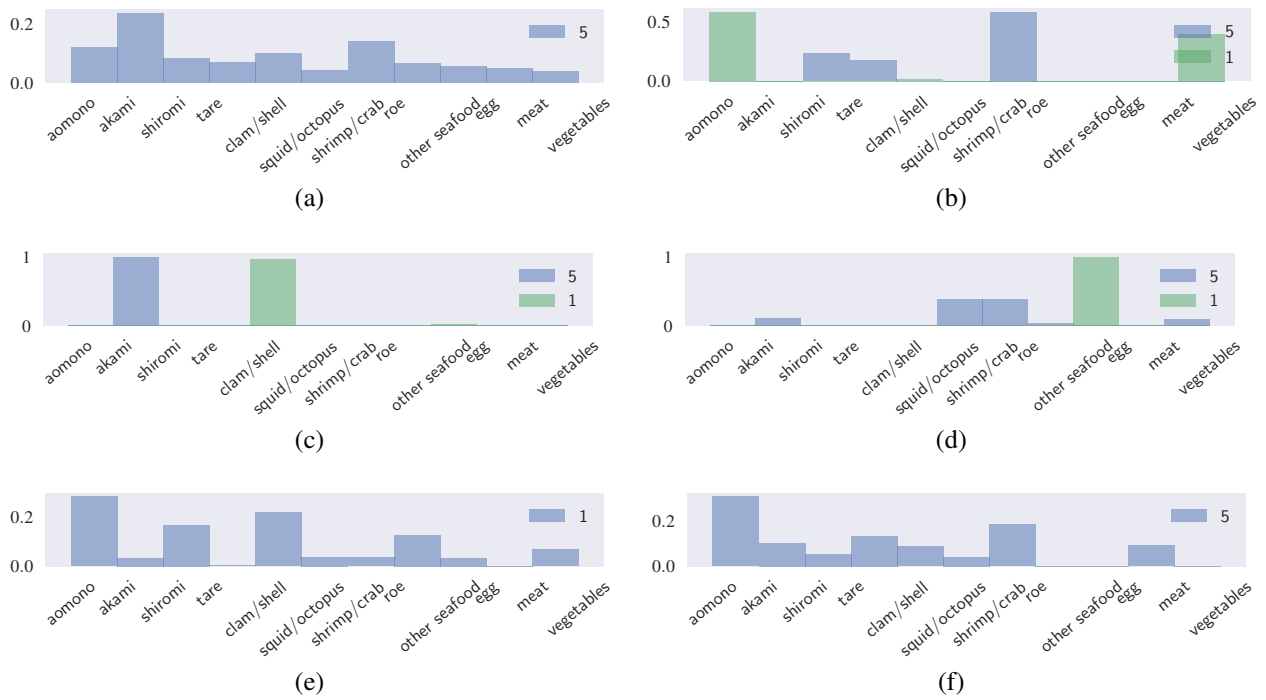 0.2
0.0
5
aomono
akami
shiromi
tare
clam/shell
squid/octopus
shrimp/crab
roe
other seafood
egg
meat
vegetables
(a)
0.5
0.0
5
1
aomono
akami
shiromi
tare
clam/shell
squid/octopus
shrimp/crab
roe
other seafood
egg
meat
vegetables
(b)
1
0
5
1
aomono
akami
shiromi
tare
clam/shell
squid/octopus
shrimp/crab
roe
other seafood
egg
meat
vegetables
(c)
1
0
5
1
aomono
akami
shiromi
tare
clam/shell
squid/octopus
shrimp/crab
roe
other seafood
egg
meat
vegetables
(d)
0.2
0.0
1
aomono
akami
shiromi
tare
clam/shell
squid/octopus
shrimp/crab
roe
other seafood
egg
meat
vegetables
(e)
0.2
0.0
5
aomono
akami
shiromi
tare
clam/shell
squid/octopus
shrimp/crab
roe
other seafood
egg
meat
vegetables
(f)